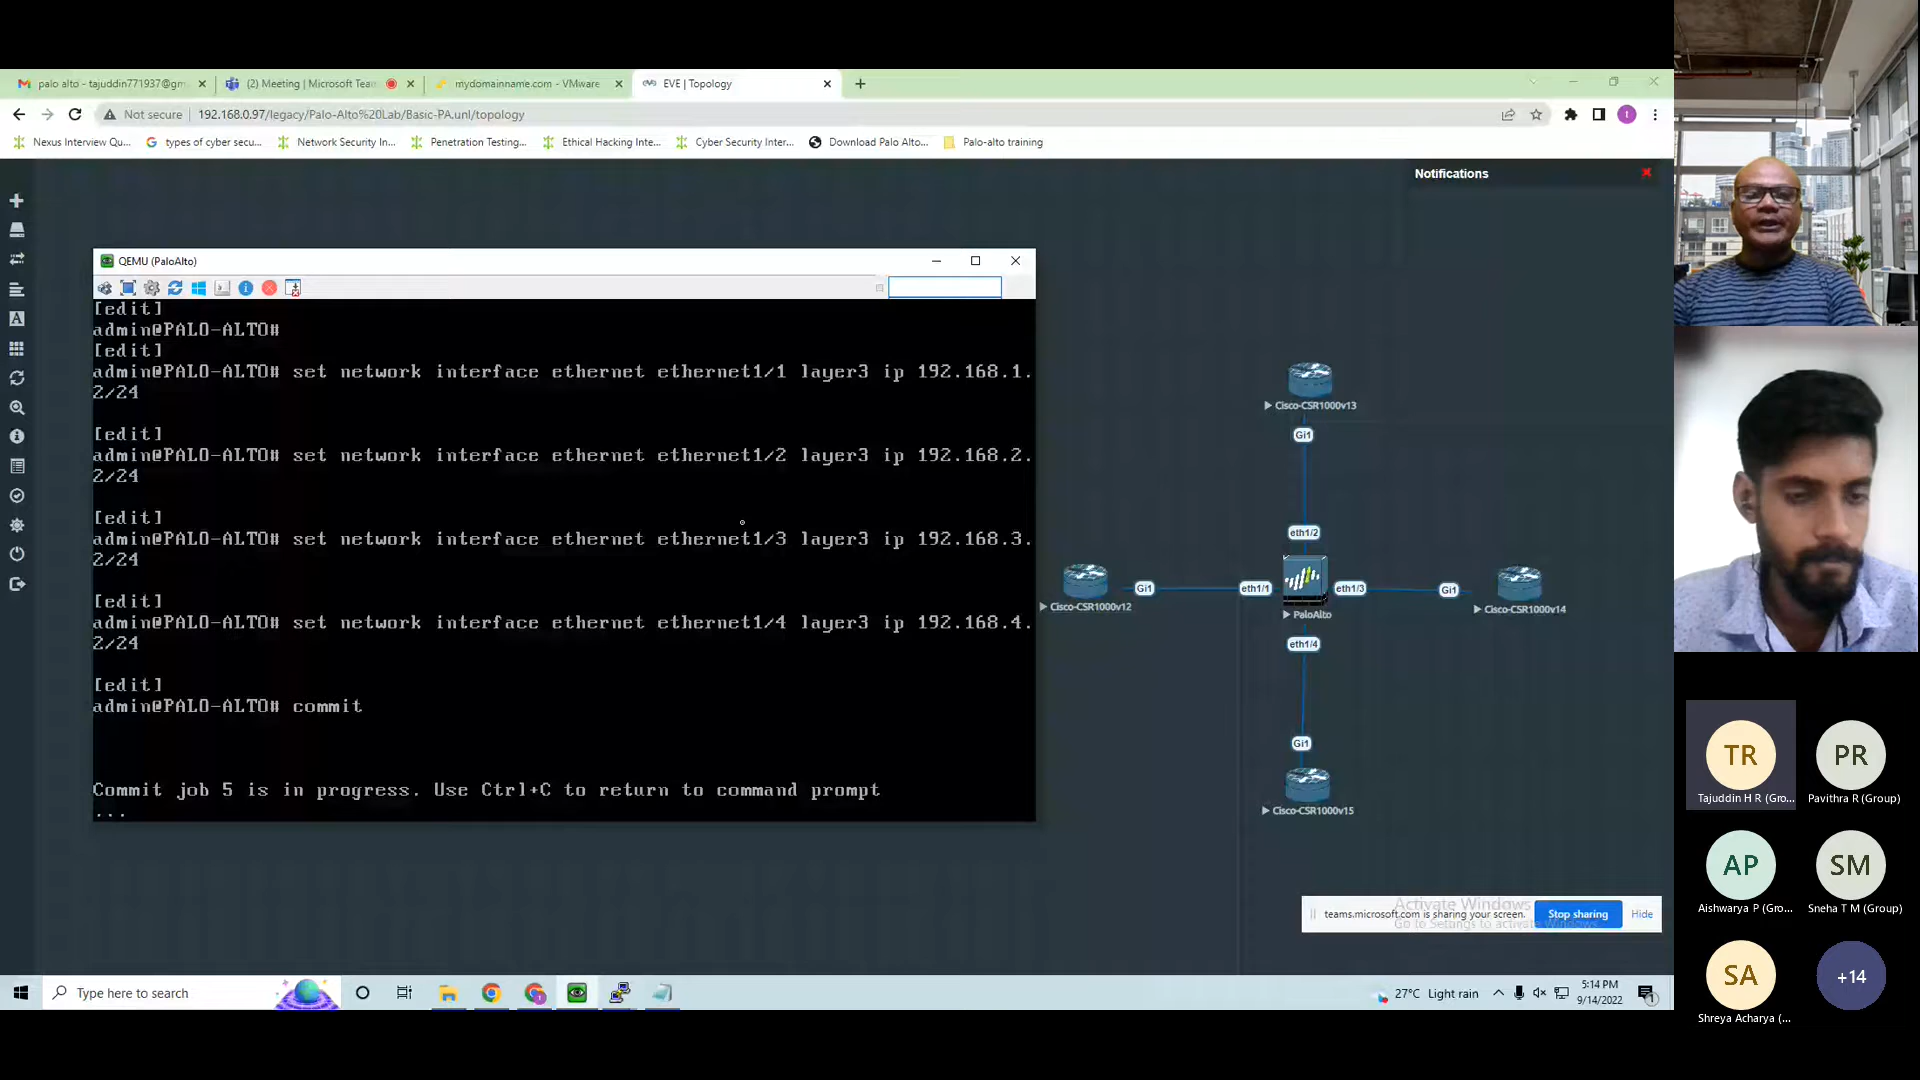 palo alto - tajuddin771937@gm
(2) Meeting | Microsoft Tean
mydomainname.com - VMware
EVE | Topology
Not secure
192.168.0.97/legacy/Palo-Alto%20Lab/Basic-PA.unl/topology
t
Nexus Interview Qu...
types of cyber secu...
Network Security In...
Penetration Testing...
Ethical Hacking Inte...
Cyber Security Inter...
Download Palo Alto...
Palo-alto training
Notifications
QEMU (PaloAlto)
[edit]
admin@PALO-ALTO#
[edit]
admin@PALO-ALTO# set network interface ethernet ethernet1/1 layer3 ip 192.168.1.
2/24
[edit]
admin@PALO-ALTO# set network interface ethernet ethernet1/2 layer3 ip 192.168.2.
2/24
[edit]
admin@PALO-ALTO# set network interface ethernet ethernet1/3 layer3 ip 192.168.3.
2/24
[edit]
admin@PALO-ALTO# set network interface ethernet ethernet1/4 layer3 ip 192.168.4.
2/24
[edit]
admin@PALO-ALTO# commit
Commit job 5 is in progress. Use Ctrl+C to return to command prompt
...
Cisco-CSR1000v13
Gi1
eth1/2
Cisco-CSR1000v12
Gi1
eth1/1
PaloAlto
eth1/3
Gi1
Cisco-CSR1000v14
eth1/4
Gi1
Cisco-CSR1000v15
Activate Windows
Go to Settings to activate Windows.
teams.microsoft.com is sharing your screen.
Stop sharing
Hide
Type here to search
27°C Light rain
5:14 PM
9/14/2022
1
TR
Tajuddin H R (Gro...
PR
Pavithra R (Group)
AP
Aishwarya P (Gro...
SM
Sneha T M (Group)
SA
Shreya Acharya (...
+14